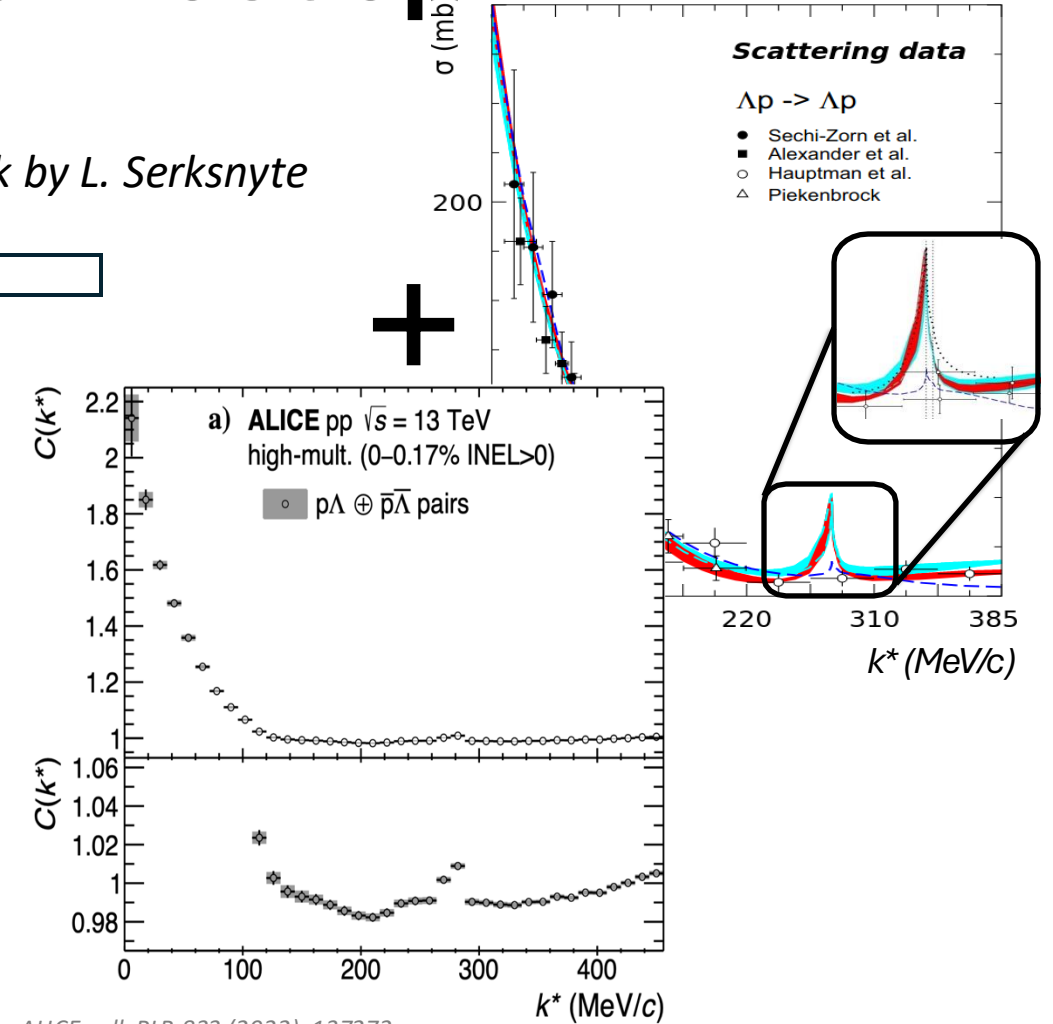 σ (mb)
Scattering data
Λp -> Λp
Sechi-Zorn et al.
Alexander et al.
Hauptman et al.
Piekenbrock
k by L. Serksnyte
200
+
220 310 385
k* (MeV/c)
a) ALICE pp √s = 13 TeV
high-mult. (0–0.17% INEL>0)
pΛ ⊕ p̅Λ̅ pairs
C(k*)
2.2
2
1.8
1.6
1.4
1.2
1
C(k*)
1.06
1.04
1.02
1
0.98
0 100 200 300 400
k* (MeV/c)